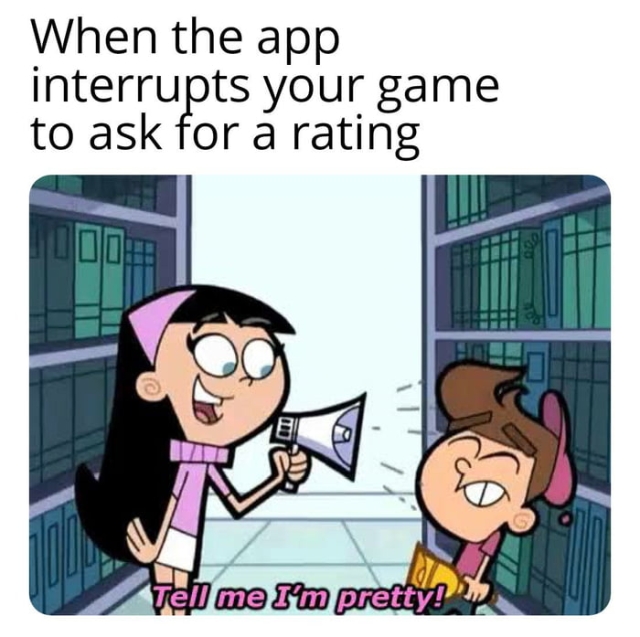 When the app
interrupts your game
to ask for a rating
Tell me I'm pretty!